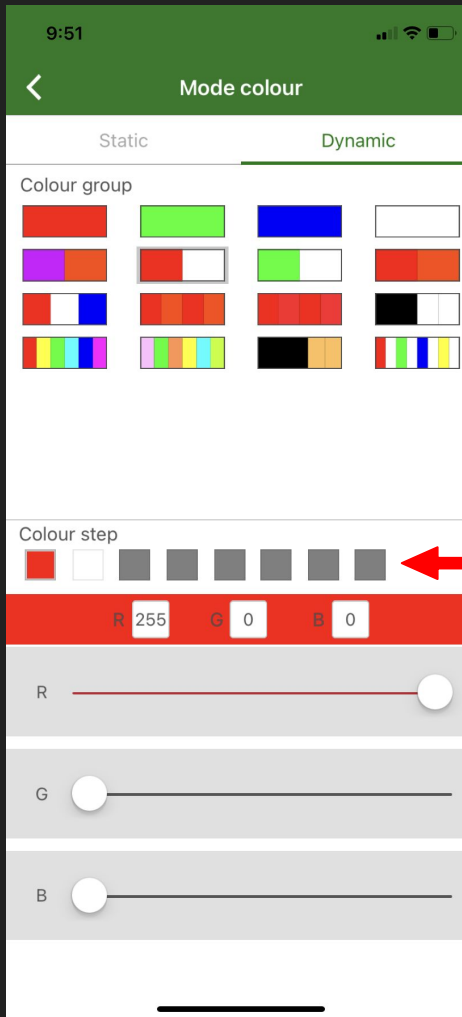 9:51
Mode colour
Static Dynamic
Colour group
Colour step
R 255 G 0 B 0
R
G
B